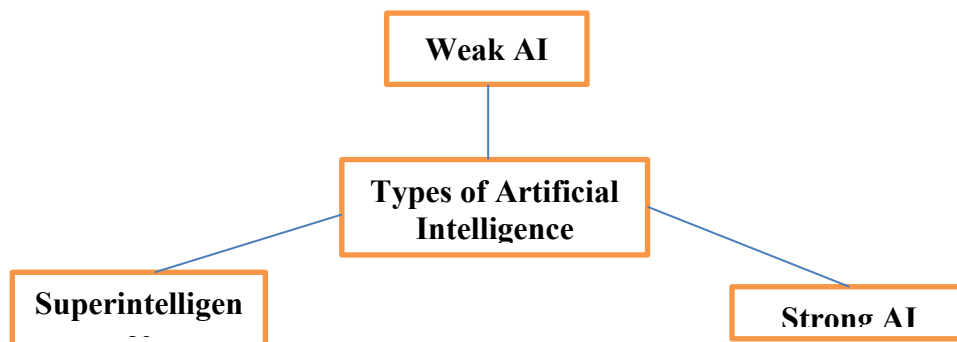 Weak AI
Types of Artificial
Intelligence
Superintelligen
Strong AI